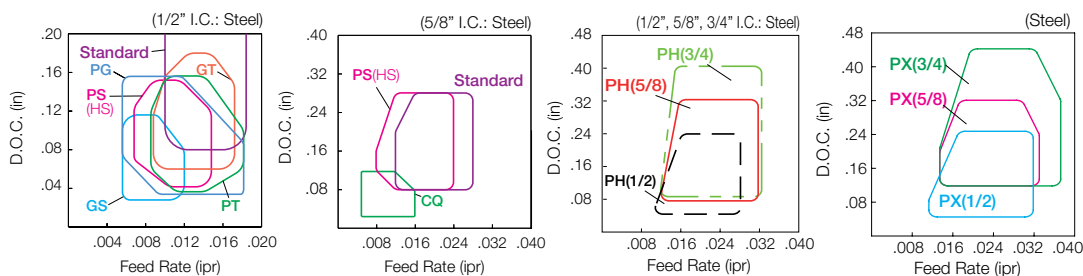 (1/2” I.C.: Steel)
.20
.16
.12
.08
.04
D.O.C. (in)
Standard
PG
GT
PS
(HS)
GS
PT
.004 .008 .012 .016 .020
Feed Rate (ipr)
(5/8” I.C.: Steel)
.40
.32
.24
.16
.08
D.O.C. (in)
PS(HS)
Standard
CQ
.008 .016 .024 .032 .040
Feed Rate (ipr)
(1/2”, 5/8”, 3/4” I.C.: Steel)
.48
.40
.32
.24
.16
.08
D.O.C. (in)
PH(3/4)
PH(5/8)
PH(1/2)
.008 .016 .024 .032 .040
Feed Rate (ipr)
(Steel)
.48
.40
.32
.24
.16
.08
D.O.C. (in)
PX(3/4)
PX(5/8)
PX(1/2)
.008 .016 .024 .032 .040
Feed Rate (ipr)